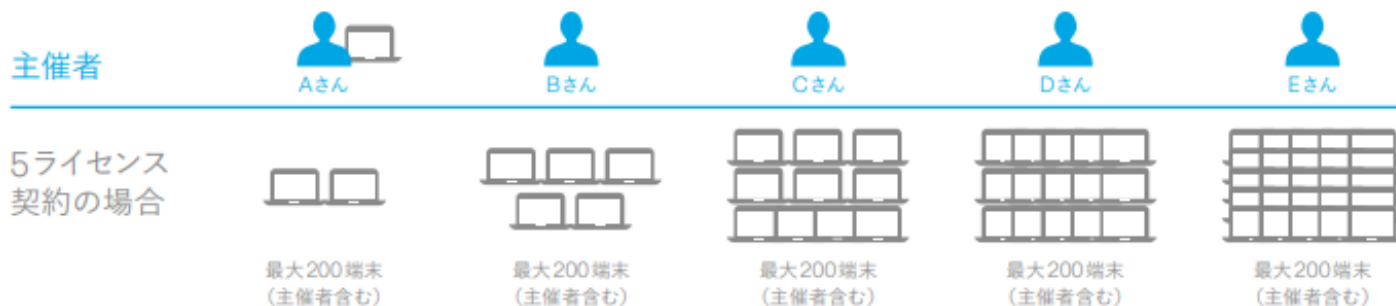 主催者
Aさん
Bさん
Cさん
Dさん
Eさん
5ライセンス
契約の場合
最大200端末
(主催者含む)
最大200端末
(主催者含む)
最大200端末
(主催者含む)
最大200端末
(主催者含む)
最大200端末
(主催者含む)